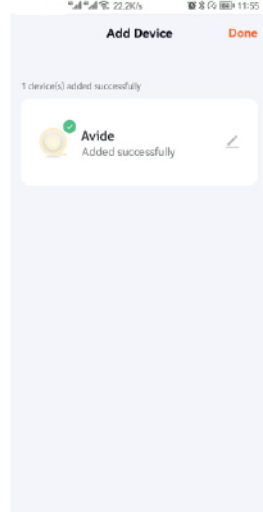 22.2K/s 11:55
Add Device Done
1 device(s) added successfully
Avide
Added successfully